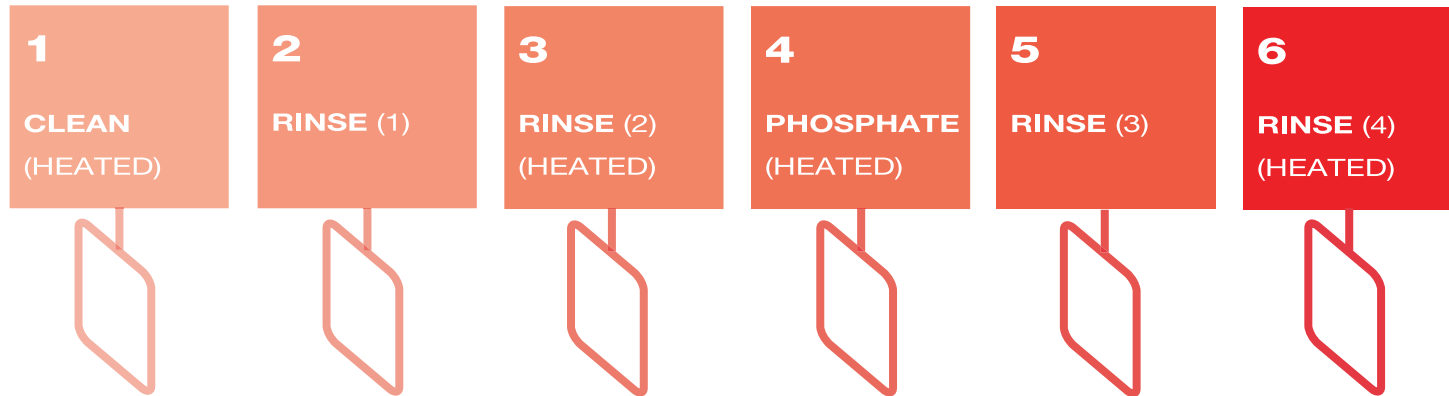 1
CLEAN
(HEATED)
2
RINSE (1)
3
RINSE (2)
(HEATED)
4
PHOSPHATE
(HEATED)
5
RINSE (3)
6
RINSE (4)
(HEATED)